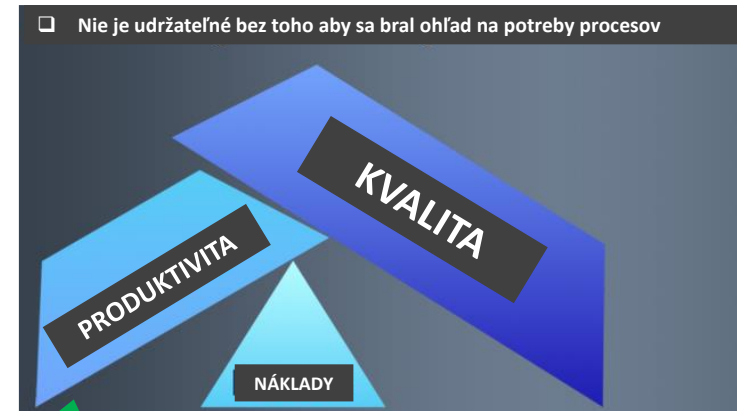 Nie je udržateľné bez toho aby sa bral ohľad na potreby procesov
KVALITA
PRODUKTIVITA
NÁKLADY